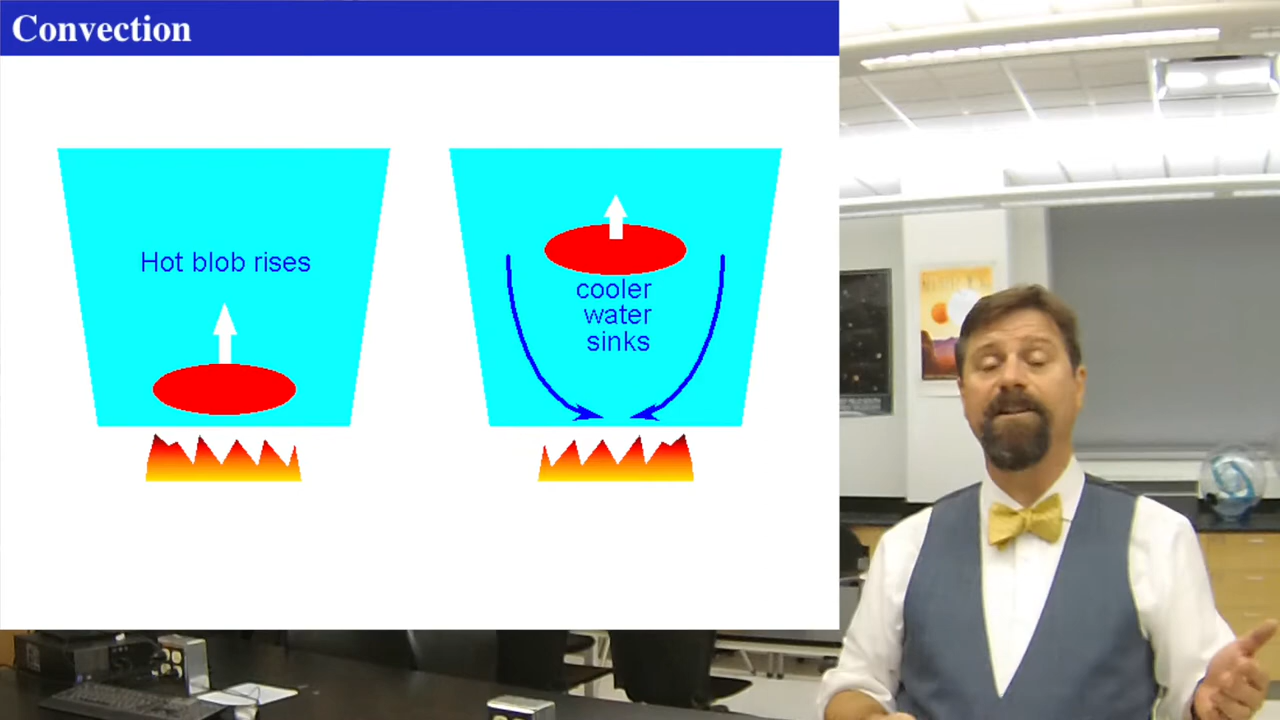 Convection
Hot blob rises
cooler
water
sinks